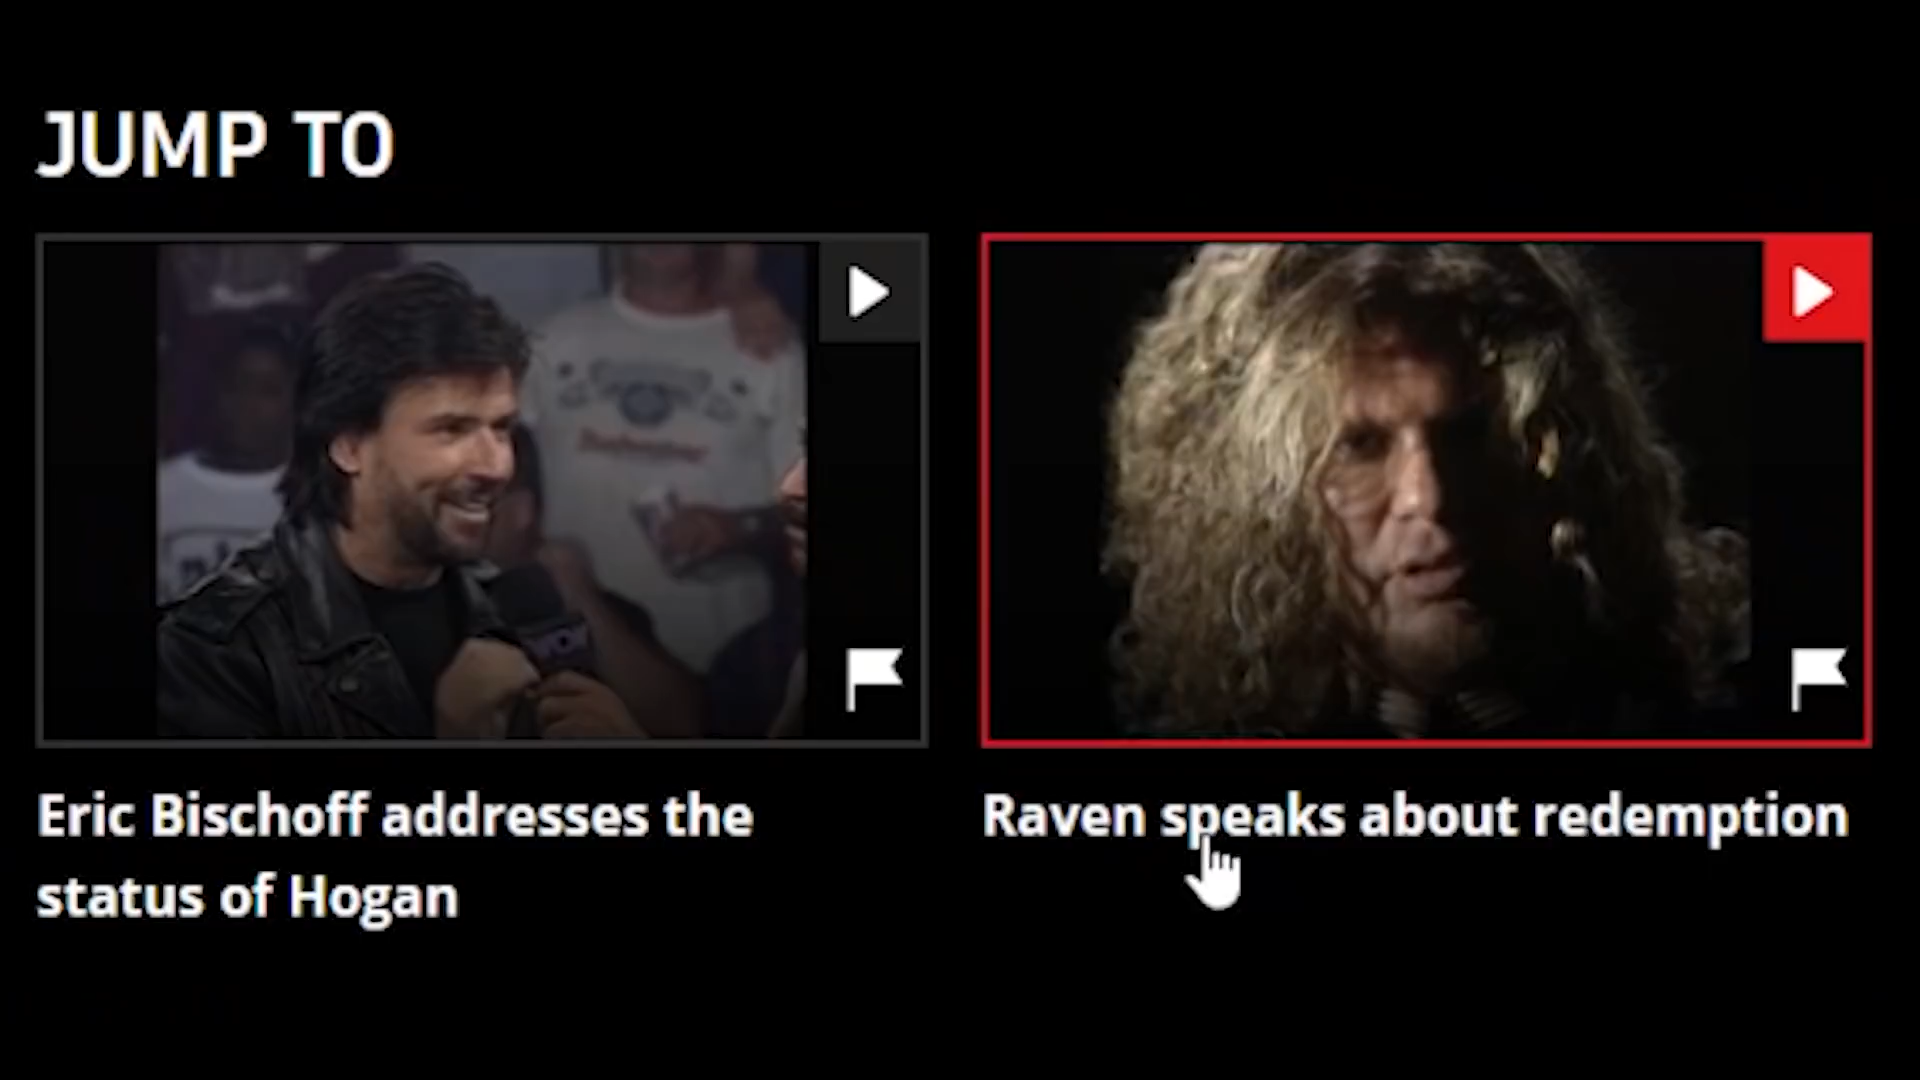 JUMP TO
Eric Bischoff addresses the
status of Hogan
Raven speaks about redemption